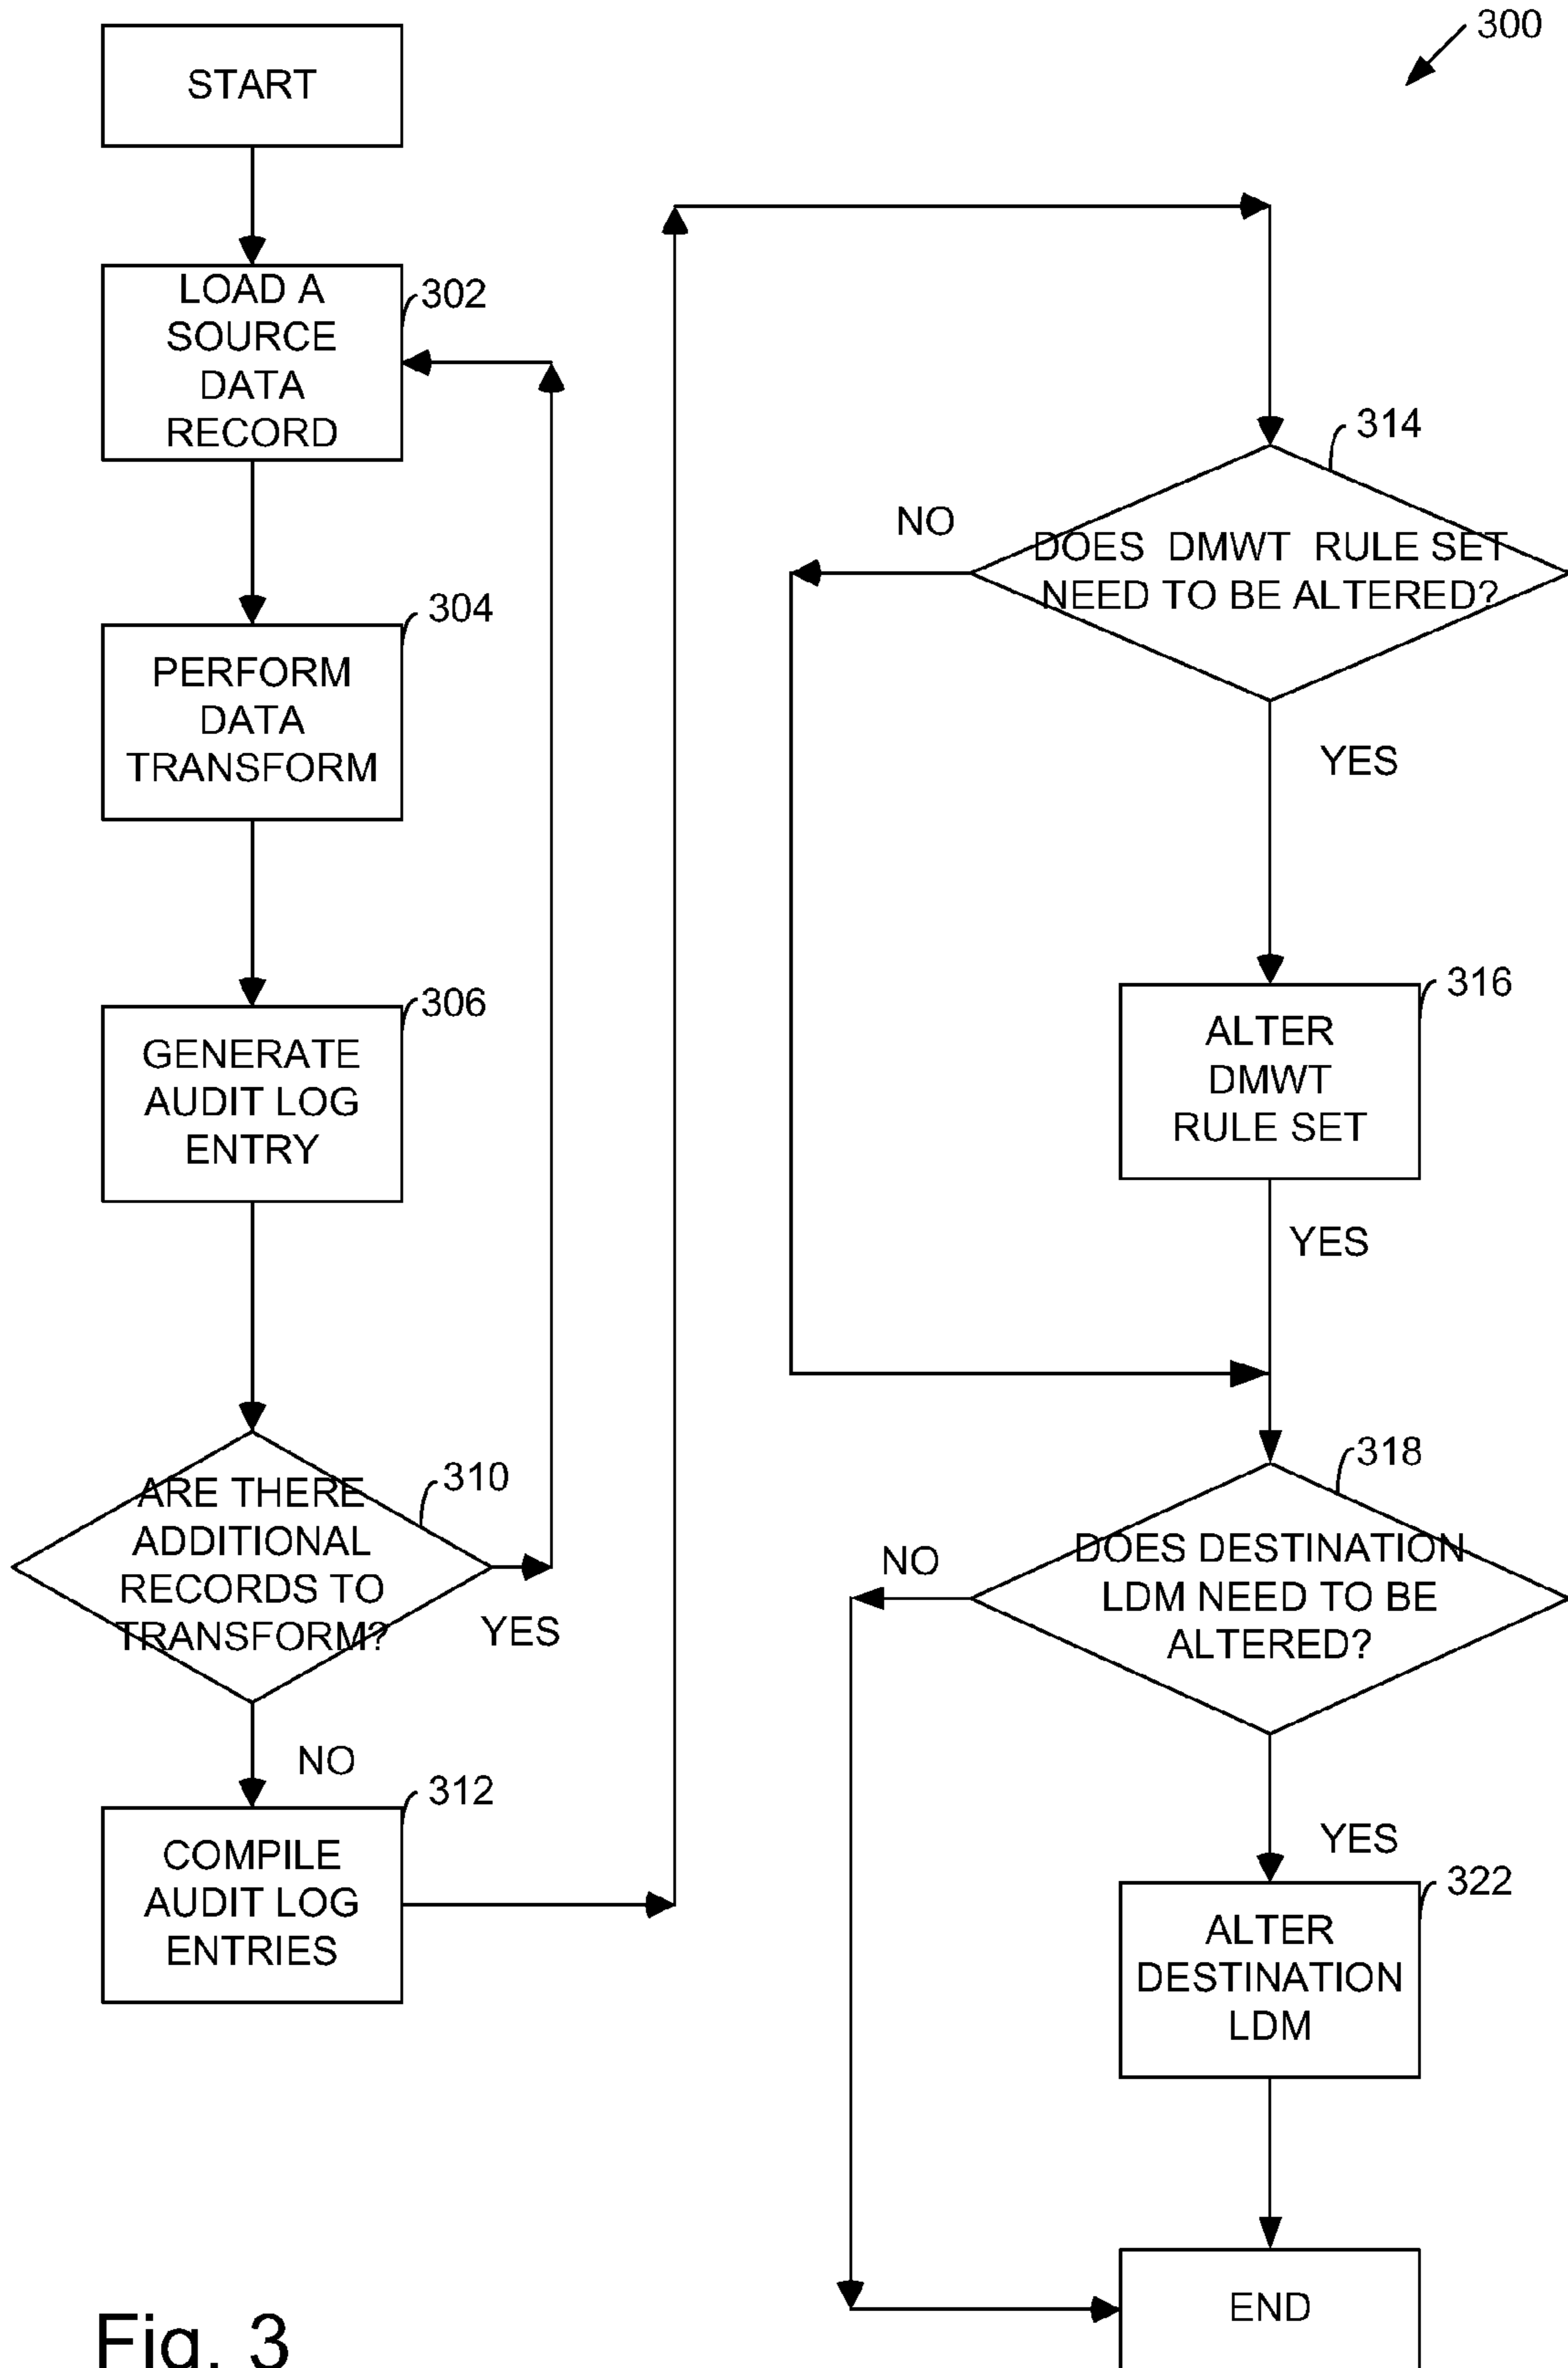 300
START
LOAD A
SOURCE
DATA
RECORD
302
PERFORM
DATA
TRANSFORM
304
GENERATE
AUDIT LOG
ENTRY
306
ARE THERE
ADDITIONAL
RECORDS TO
TRANSFORM?
310
YES
NO
COMPILE
AUDIT LOG
ENTRIES
312
DOES DMWT RULE SET
NEED TO BE ALTERED?
314
NO
YES
ALTER
DMWT
RULE SET
316
YES
DOES DESTINATION
LDM NEED TO BE
ALTERED?
318
NO
YES
ALTER
DESTINATION
LDM
322
END
Fig. 3